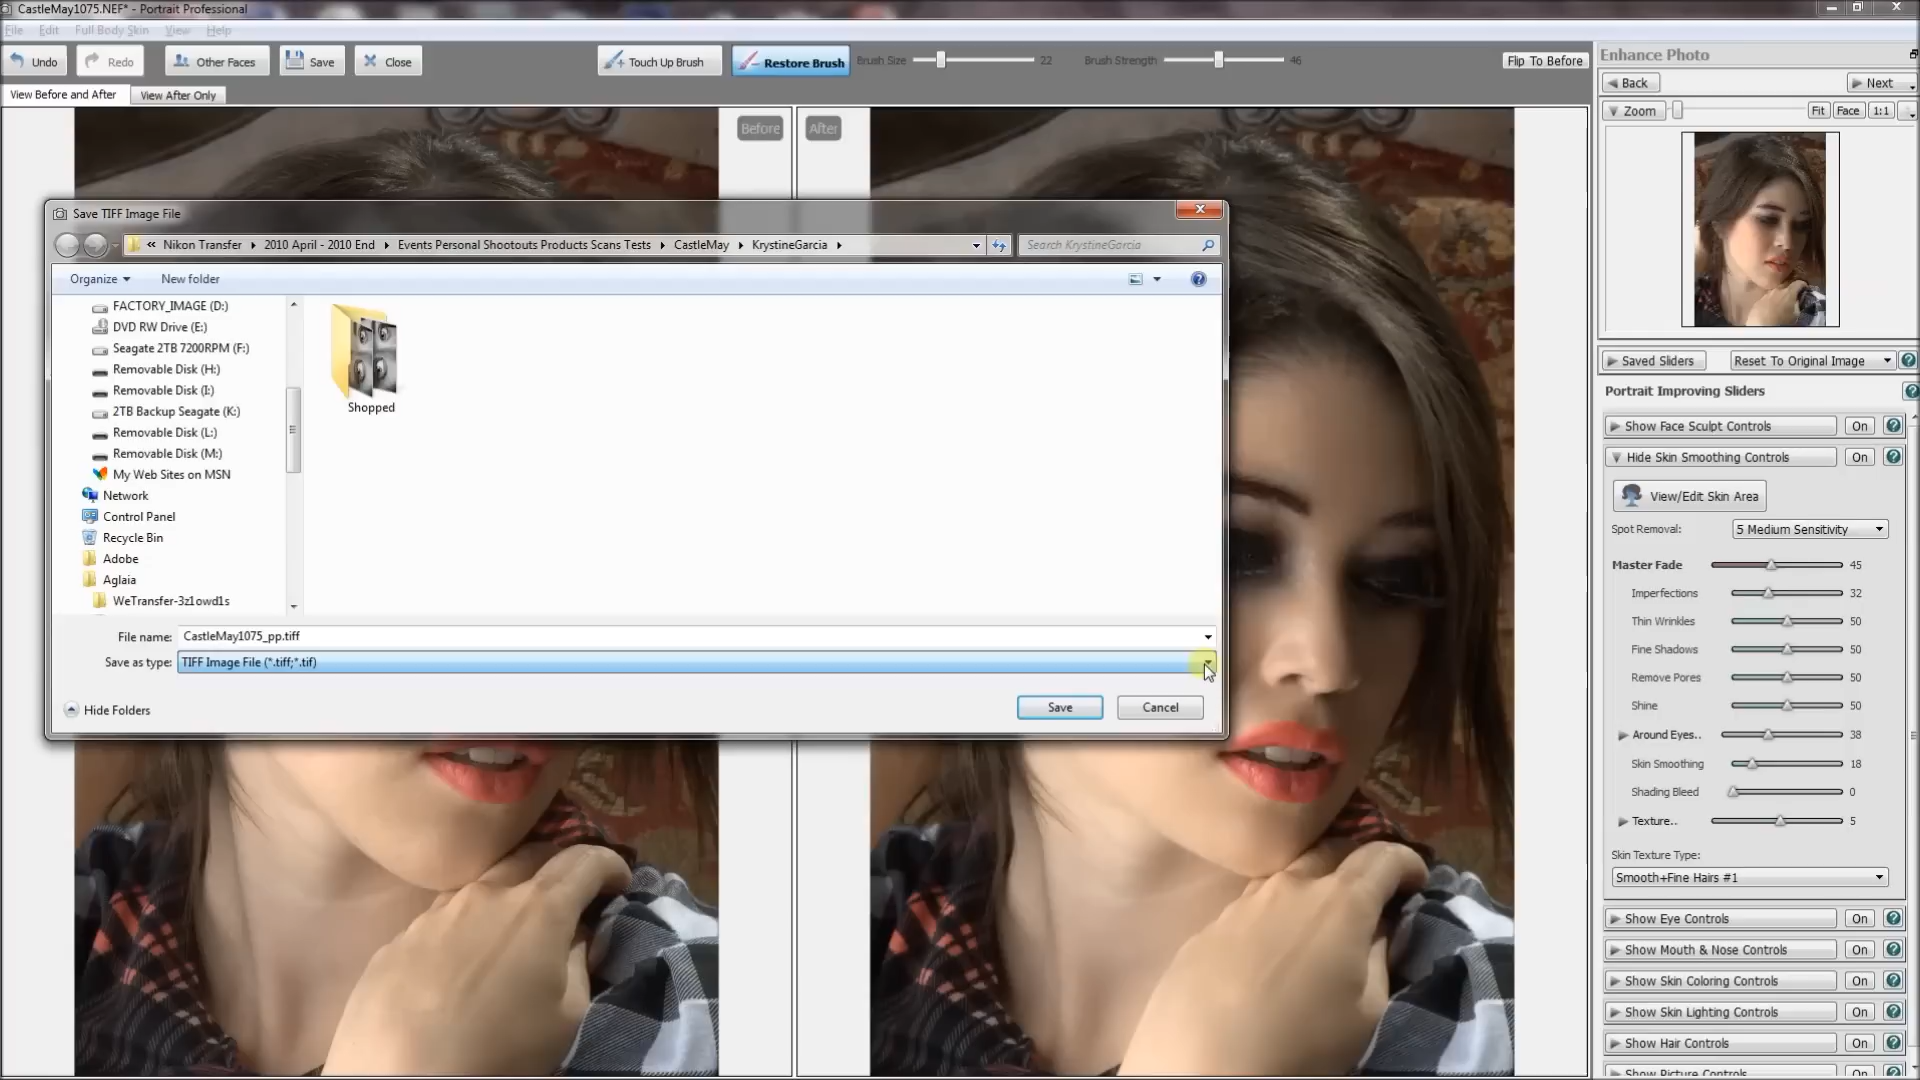 CastleMay1075.NEF* - Portrait Professional
File Edit Full Body Skin View Help
Undo Redo Other Faces Save Close Touch Up Brush Restore Brush Brush Size 22 Brush Strength 46 Flip To Before
View Before and After View After Only
Before After
Enhance Photo
Back Next
Zoom Fit Face 1:1
Saved Sliders Reset To Original Image
Portrait Improving Sliders
Show Face Sculpt Controls On
Hide Skin Smoothing Controls On
View/Edit Skin Area
Spot Removal: 5 Medium Sensitivity
Master Fade 45
Imperfections 32
Thin Wrinkles 50
Fine Shadows 50
Remove Pores 50
Shine 50
Around Eyes.. 38
Skin Smoothing 18
Shading Bleed 0
Texture.. 5
Skin Texture Type:
Smooth+Fine Hairs #1
Show Eye Controls On
Show Mouth & Nose Controls On
Show Skin Coloring Controls On
Show Skin Lighting Controls On
Show Hair Controls On
Show Picture Controls On
Save TIFF Image File
« Nikon Transfer 2010 April - 2010 End Events Personal Shootouts Products Scans Tests CastleMay KrystineGarcia Search KrystineGarcia
Organize New folder
FACTORY_IMAGE (D:)
DVD RW Drive (E:)
Seagate 2TB 7200RPM (F:)
Removable Disk (H:)
Removable Disk (I:)
2TB Backup Seagate (K:)
Removable Disk (L:)
Removable Disk (M:)
My Web Sites on MSN
Network
Control Panel
Recycle Bin
Adobe
Aglaia
WeTransfer-3z1owd1s
Shopped
File name: CastleMay1075_pp.tiff
Save as type: TIFF Image File (*.tiff;*.tif)
Hide Folders Save Cancel